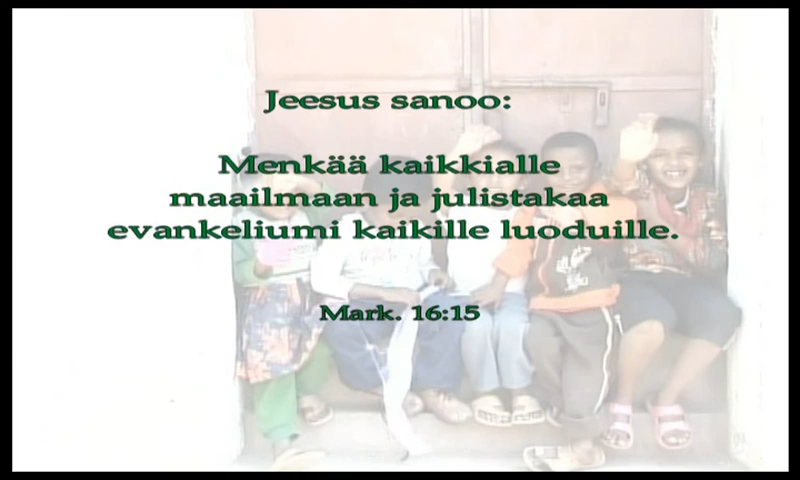 Jeesus sanoo:
Menkää kaikkialle
maailmaan ja julistakaa
evankeliumi kaikille luoduille.
Mark. 16:15